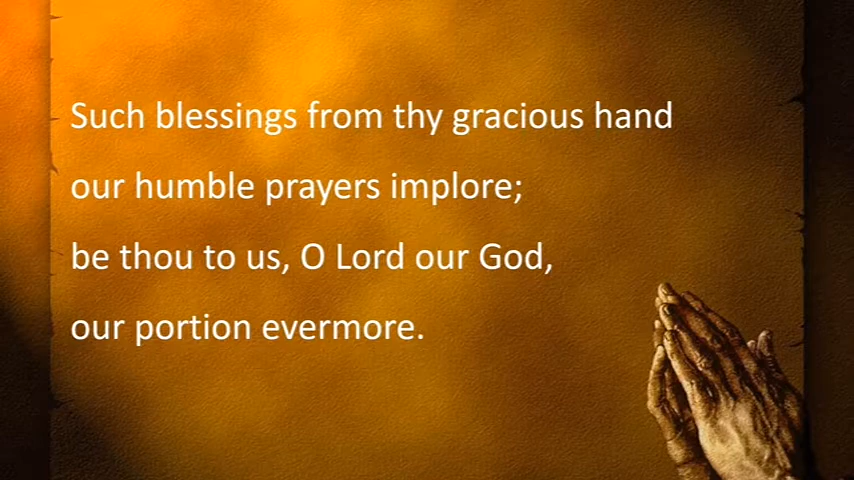 Such blessings from thy gracious hand
our humble prayers implore;
be thou to us, O Lord our God,
our portion evermore.